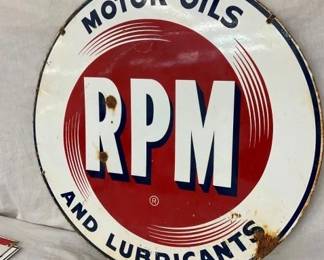 MOTOR OILS
RPM
®
AND LUBRICANTS